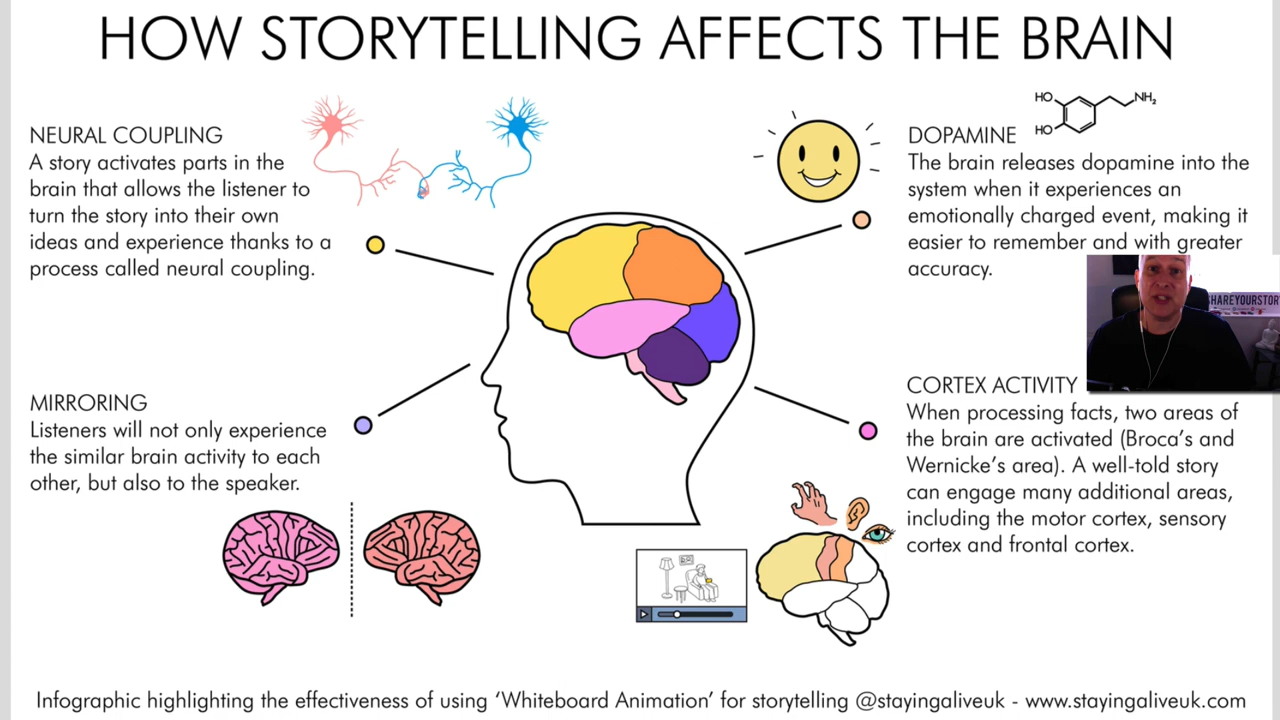 HOW STORYTELLING AFFECTS THE BRAIN
NEURAL COUPLING
A story activates parts in the
brain that allows the listener to
turn the story into their own
ideas and experience thanks to a
process called neural coupling.
HO
HO
NH₂
DOPAMINE
The brain releases dopamine into the
system when it experiences an
emotionally charged event, making it
easier to remember and with greater
accuracy.
SHAREYOURSTOR
MIRRORING
Listeners will not only experience
the similar brain activity to each
other, but also to the speaker.
CORTEX ACTIVITY
When processing facts, two areas of
the brain are activated (Broca's and
Wernicke's area). A well-told story
can engage many additional areas,
including the motor cortex, sensory
cortex and frontal cortex.
Infographic highlighting the effectiveness of using 'Whiteboard Animation' for storytelling @stayingaliveuk - www.stayingaliveuk.com